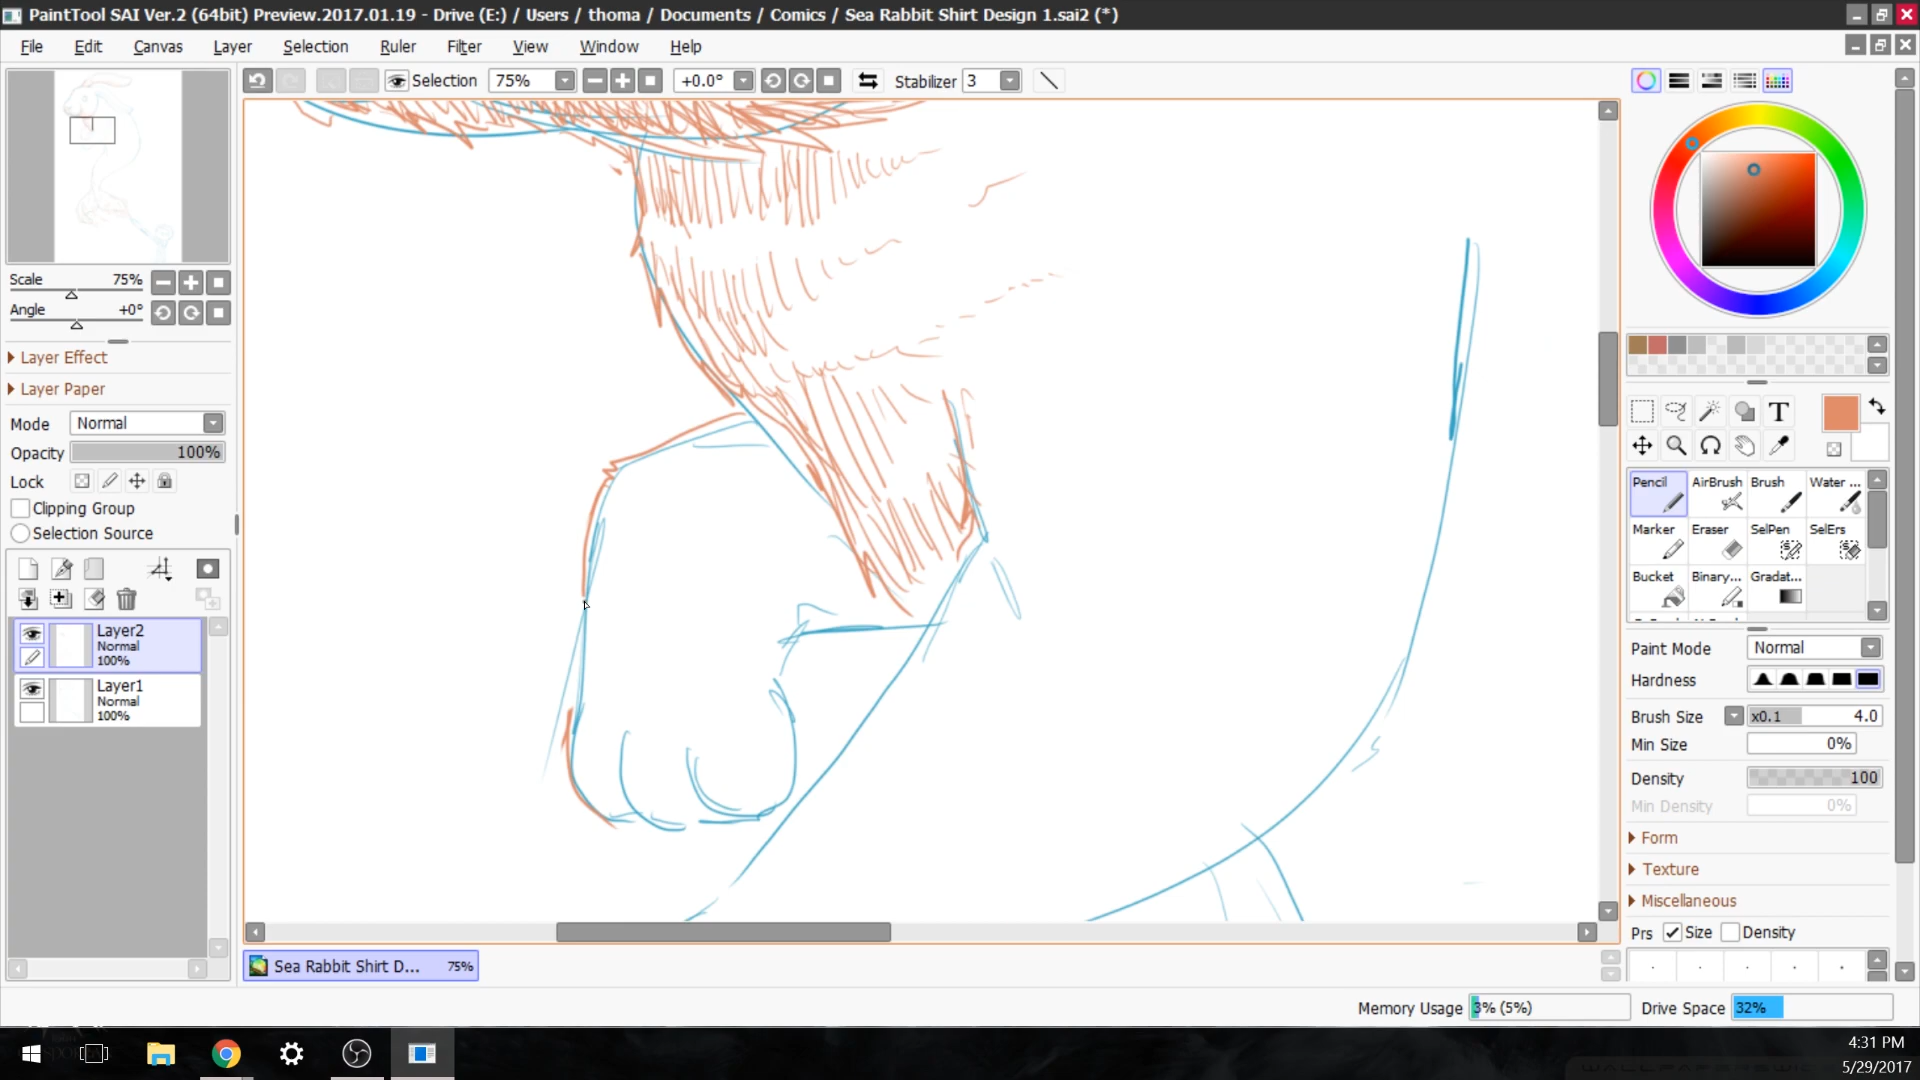 PaintTool SAI Ver.2 (64bit) Preview.2017.01.19 - Drive (E:) / Users / thoma / Documents / Comics / Sea Rabbit Shirt Design 1.sai2 (*)
File Edit Canvas Layer Selection Ruler Filter View Window Help
Selection 75% +0.0° Stabilizer 3
Scale 75%
Angle +0°
Layer Effect
Layer Paper
Mode Normal
Opacity 100%
Lock
Clipping Group
Selection Source
Layer2
Normal
100%
Layer1
Normal
100%
T
Pencil AirBrush Brush Water ...
Marker Eraser SelPen SelErs
Bucket Binary... Gradat...
Paint Mode Normal
Hardness
Brush Size x0.1 4.0
Min Size 0%
Density 100
Min Density 0%
Form
Texture
Miscellaneous
Prs Size Density
Sea Rabbit Shirt D... 75%
Memory Usage 3% (5%) Drive Space 32%
4:31 PM
5/29/2017